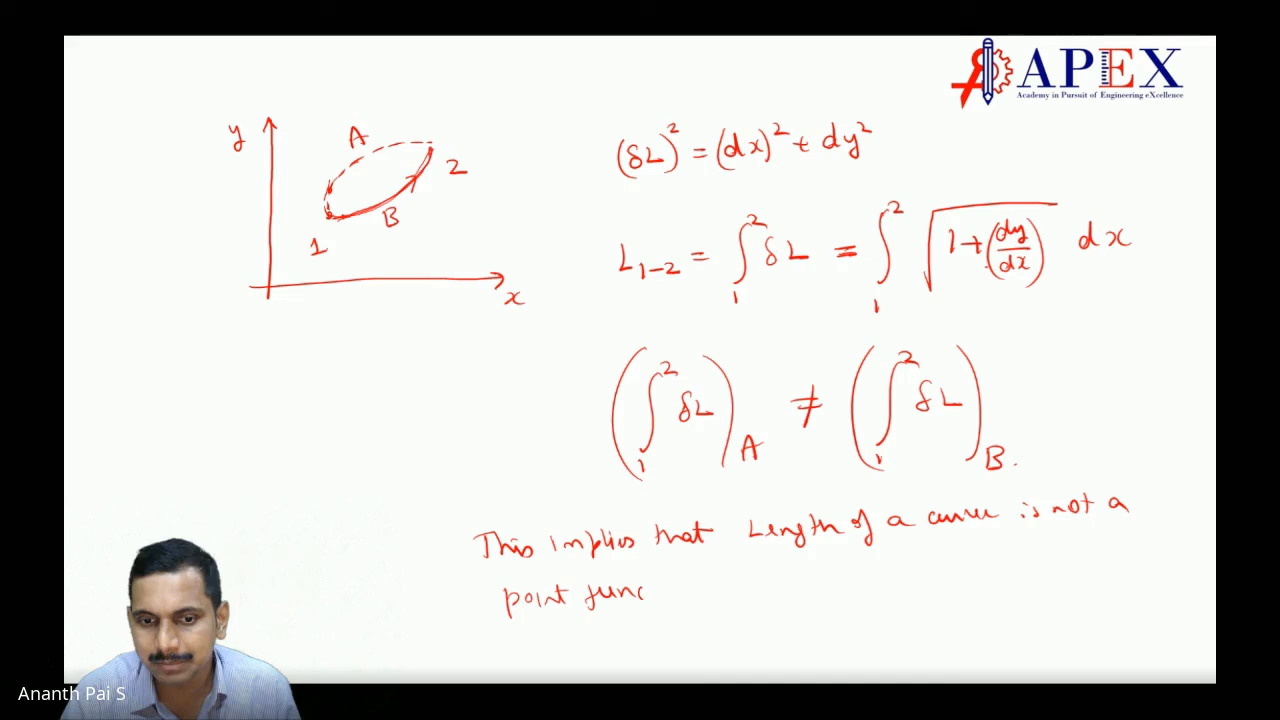 APEX
Academy in Pursuit of Engineering eXcellence
y
A
2
B
1
x
(δL)² = (dx)² + dy²
L₁₋₂ = ∫₁² δL = ∫₁² √(1+(dy/dx)) dx
(∫₁² δL)_A ≠ (∫₁² δL)_B.
This implies that Length of a curve is not a
point func
Ananth Pai S